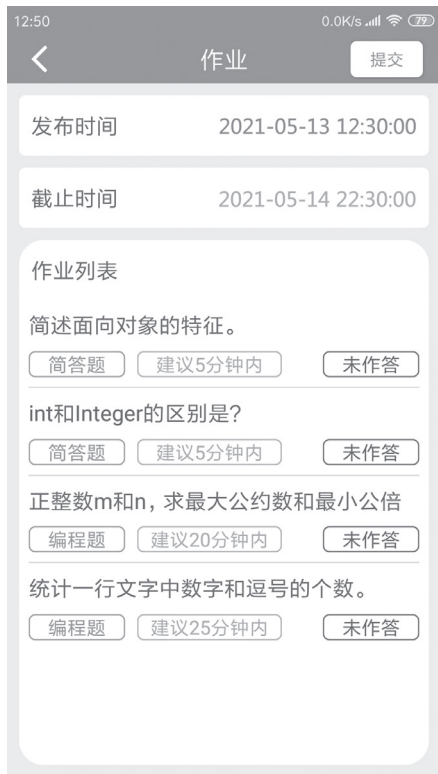 12:50 0.0K/s 79
作业 提交
发布时间 2021-05-13 12:30:00
截止时间 2021-05-14 22:30:00
作业列表
简述面向对象的特征。
简答题 建议5分钟内 未作答
int和Integer的区别是?
简答题 建议5分钟内 未作答
正整数m和n，求最大公约数和最小公倍
编程题 建议20分钟内 未作答
统计一行文字中数字和逗号的个数。
编程题 建议25分钟内 未作答